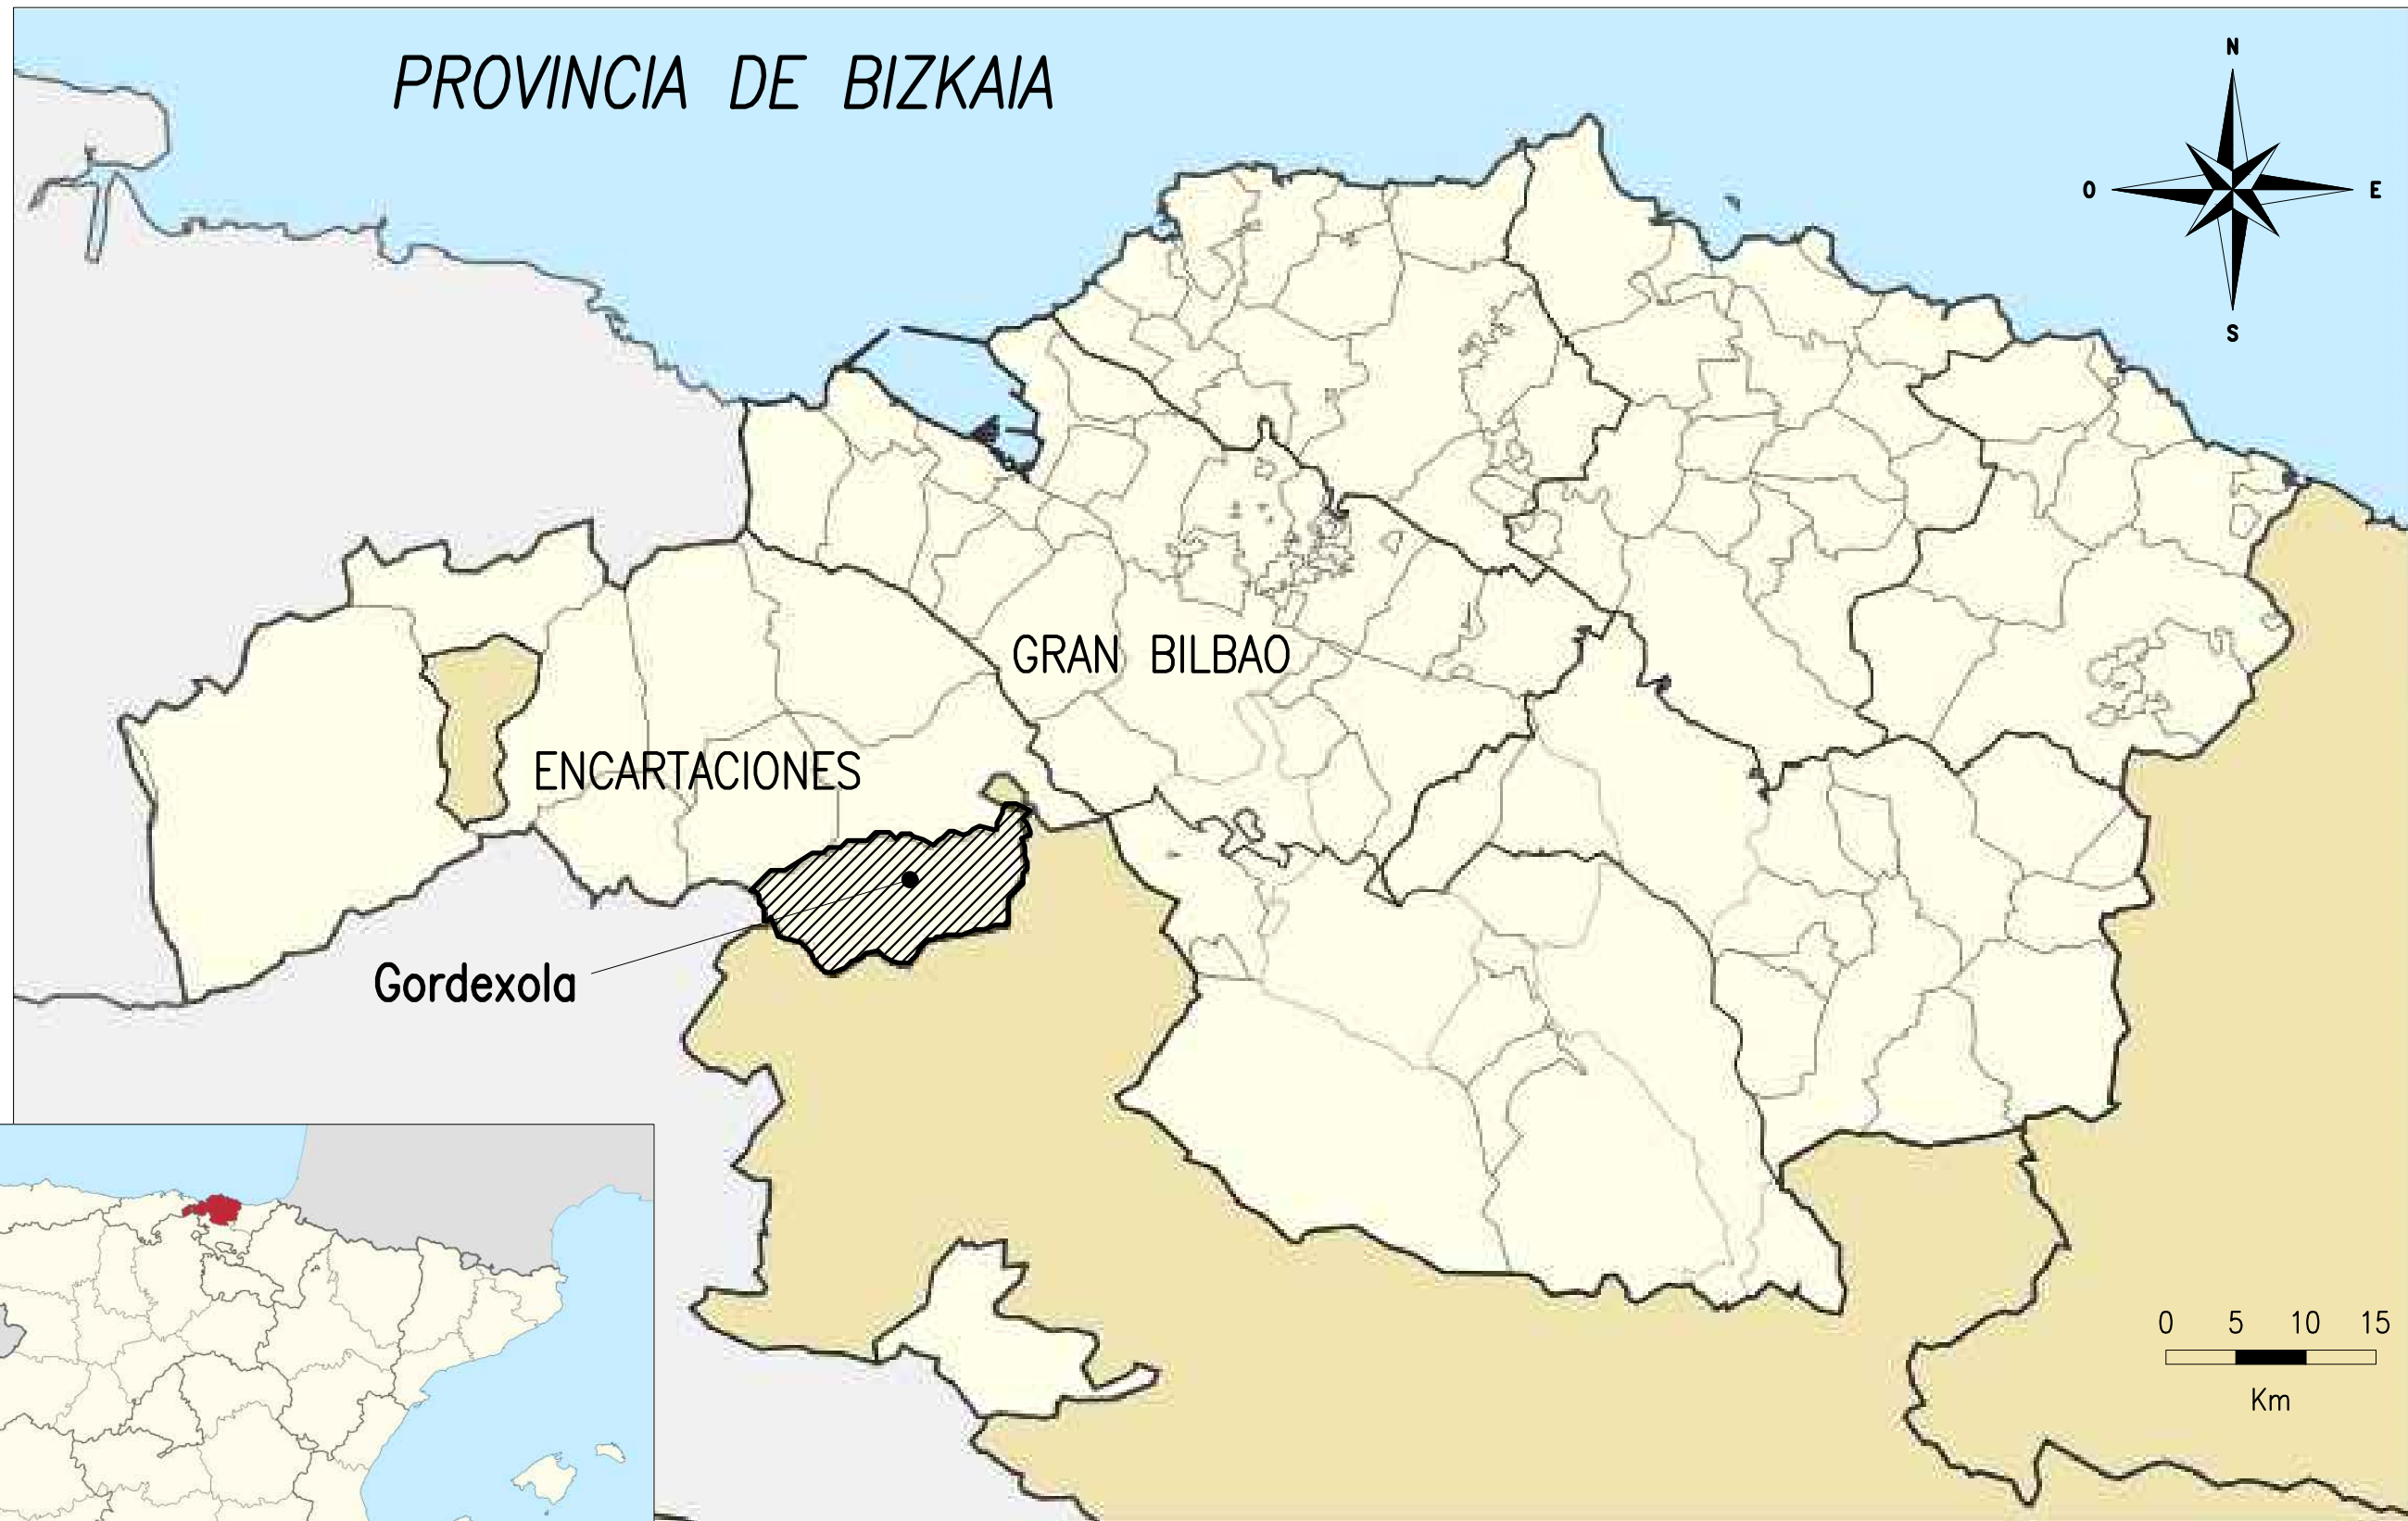 PROVINCIA DE BIZKAIA
N
O
E
S
GRAN BILBAO
ENCARTACIONES
Gordexola
0 5 10 15
Km